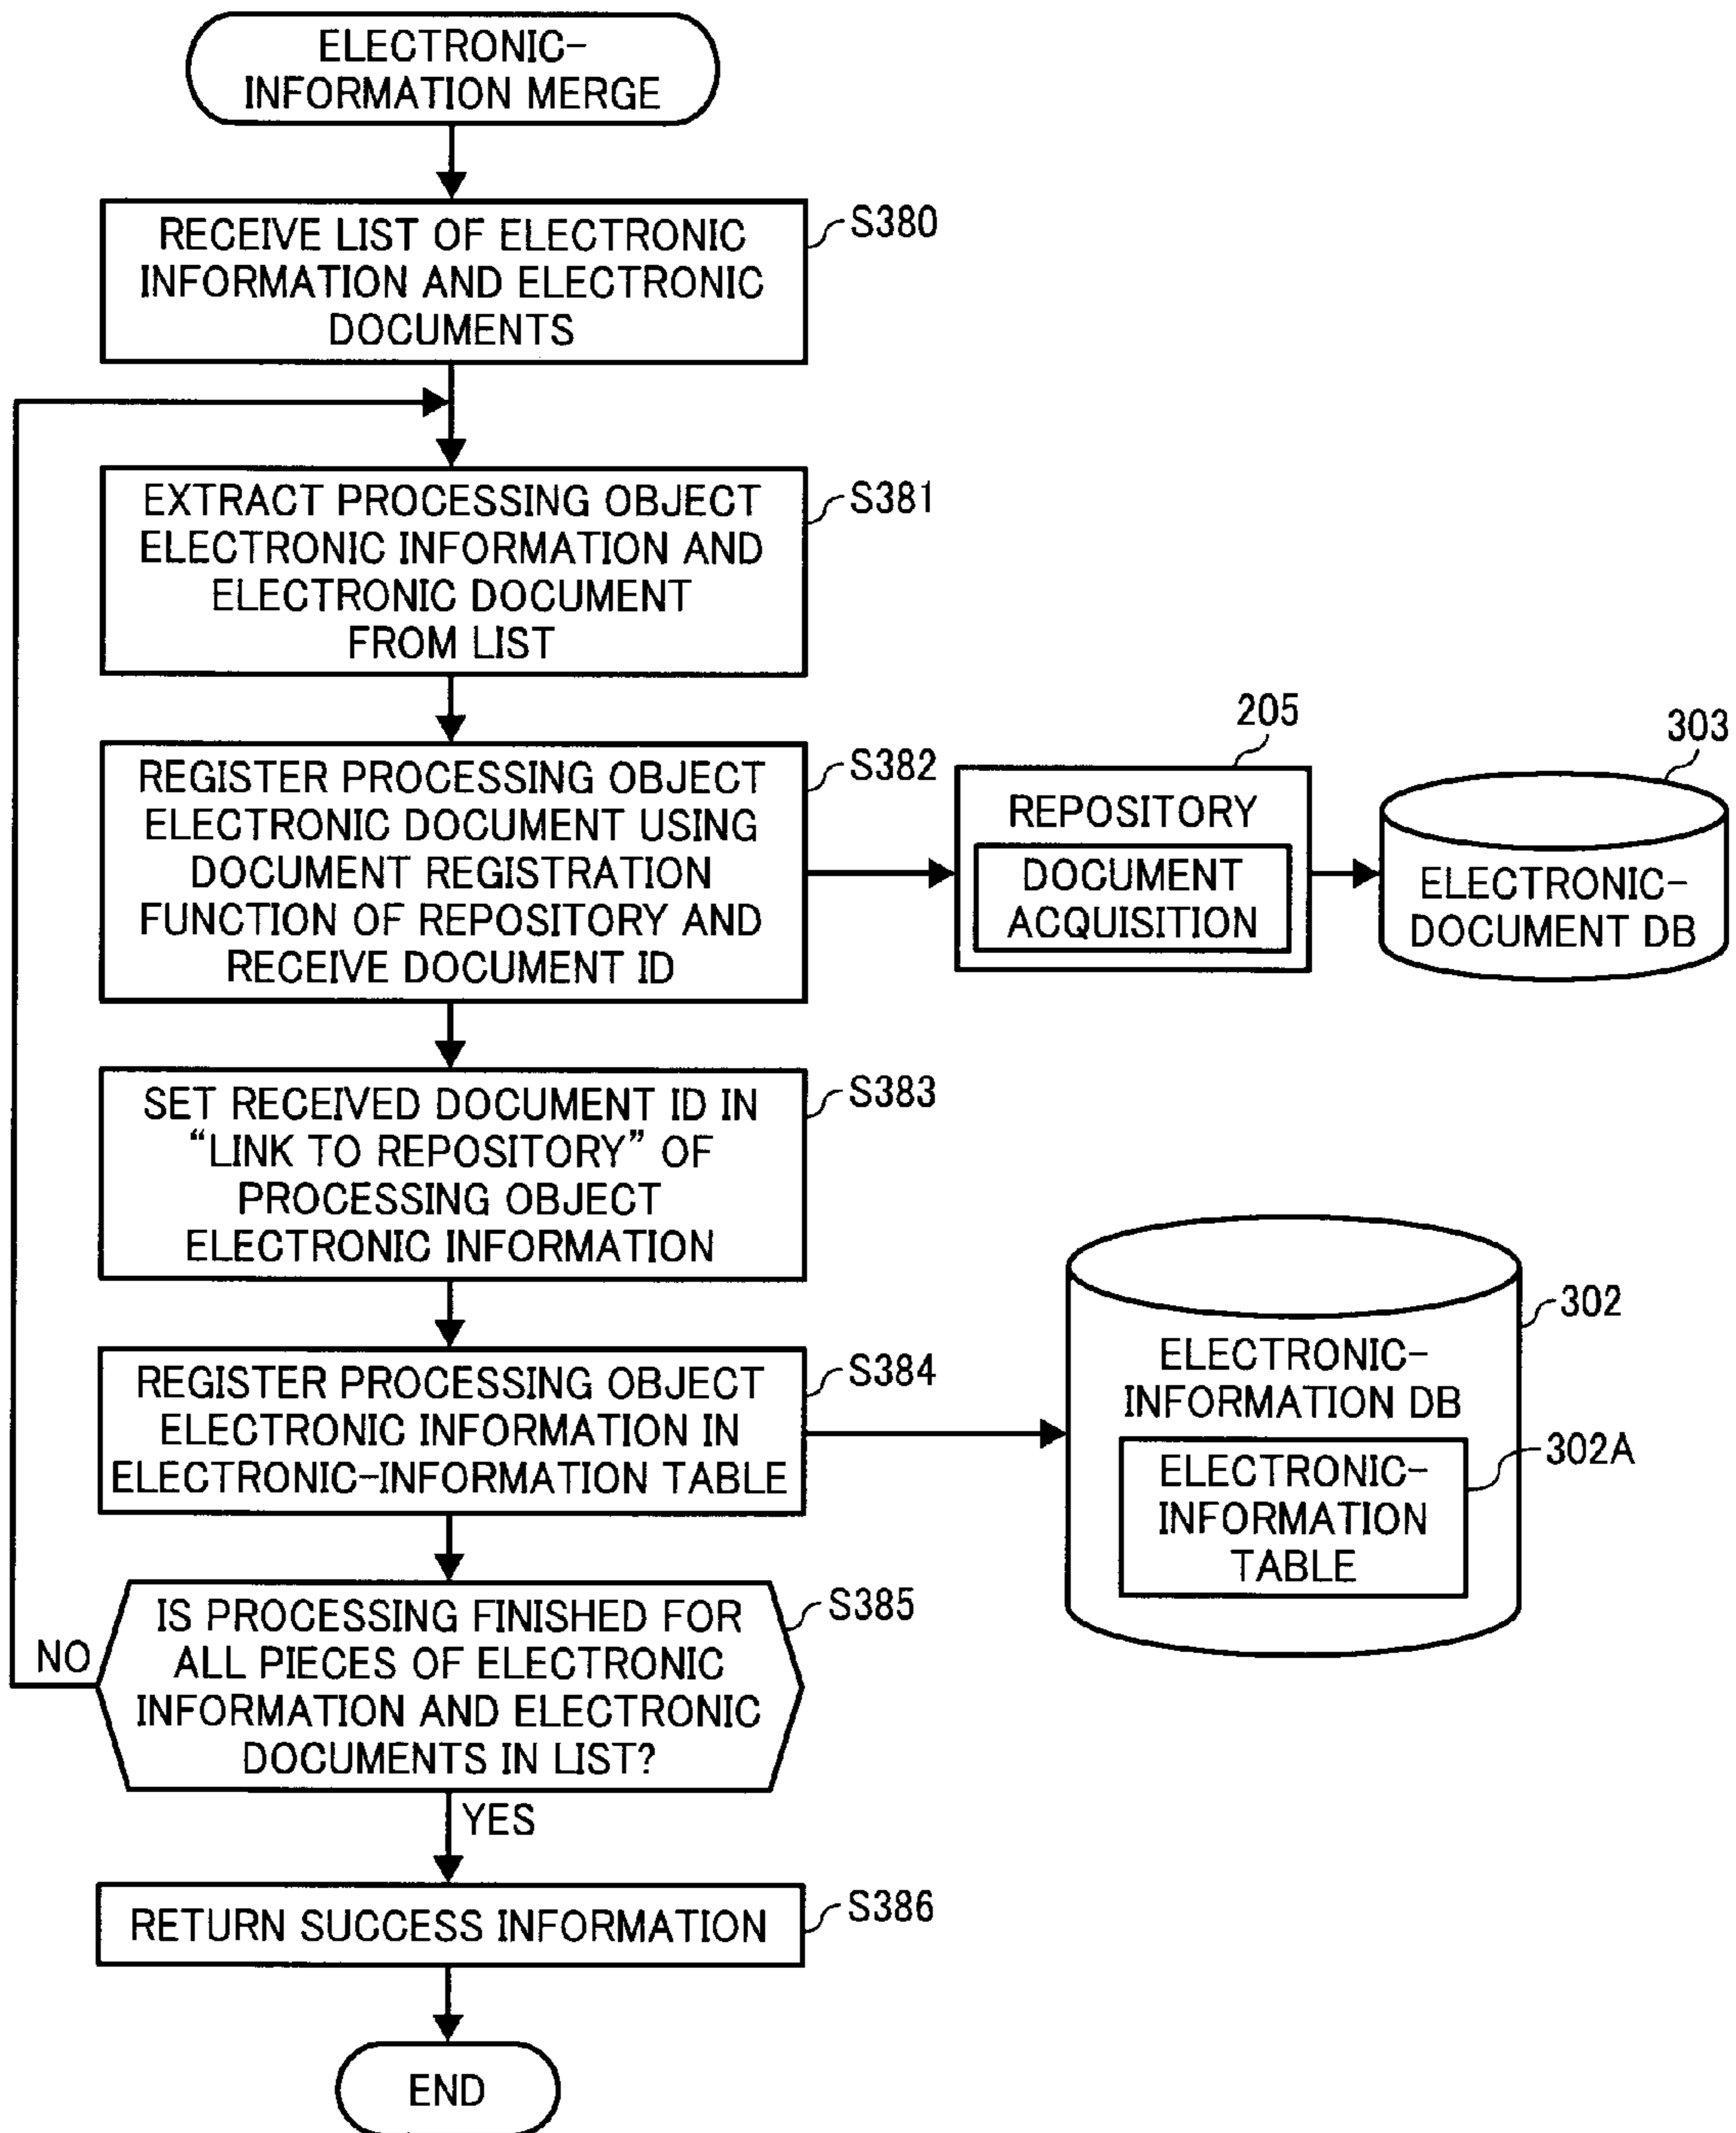 ELECTRONIC-
INFORMATION MERGE
RECEIVE LIST OF ELECTRONIC
INFORMATION AND ELECTRONIC
DOCUMENTS
S380
EXTRACT PROCESSING OBJECT
ELECTRONIC INFORMATION AND
ELECTRONIC DOCUMENT
FROM LIST
S381
REGISTER PROCESSING OBJECT
ELECTRONIC DOCUMENT USING
DOCUMENT REGISTRATION
FUNCTION OF REPOSITORY AND
RECEIVE DOCUMENT ID
S382
205
REPOSITORY
DOCUMENT
ACQUISITION
303
ELECTRONIC-
DOCUMENT DB
SET RECEIVED DOCUMENT ID IN
“LINK TO REPOSITORY” OF
PROCESSING OBJECT
ELECTRONIC INFORMATION
S383
REGISTER PROCESSING OBJECT
ELECTRONIC INFORMATION IN
ELECTRONIC-INFORMATION TABLE
S384
302
ELECTRONIC-
INFORMATION DB
302A
ELECTRONIC-
INFORMATION
TABLE
IS PROCESSING FINISHED FOR
ALL PIECES OF ELECTRONIC
INFORMATION AND ELECTRONIC
DOCUMENTS IN LIST?
S385
NO
YES
RETURN SUCCESS INFORMATION
S386
END